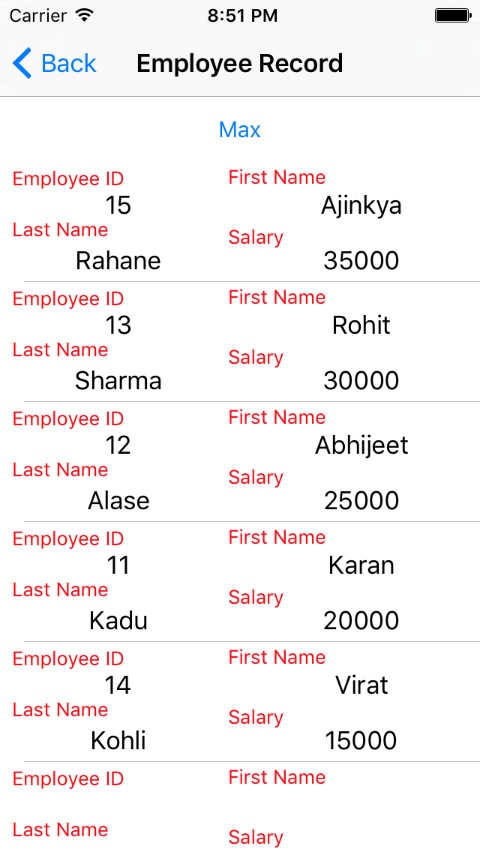 Carrier 8:51 PM
Back Employee Record
Max
Employee ID First Name
15 Ajinkya
Last Name Salary
Rahane 35000
Employee ID First Name
13 Rohit
Last Name Salary
Sharma 30000
Employee ID First Name
12 Abhijeet
Last Name Salary
Alase 25000
Employee ID First Name
11 Karan
Last Name Salary
Kadu 20000
Employee ID First Name
14 Virat
Last Name Salary
Kohli 15000
Employee ID First Name
Last Name Salary